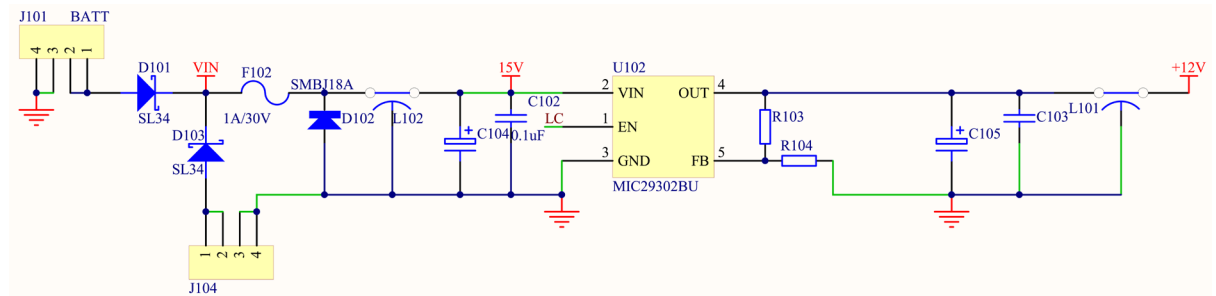 J101 BATT
4 3 2 1
D101
SL34
VIN
F102
1A/30V
D103
SL34
1 2 3 4
J104
SMBJ18A
D102
L102
15V
C102
0.1uF
C104
+
LC
U102
2 VIN
1 EN
3 GND
OUT 4
FB 5
MIC29302BU
R103
R104
+
C105
C103
L101
+12V